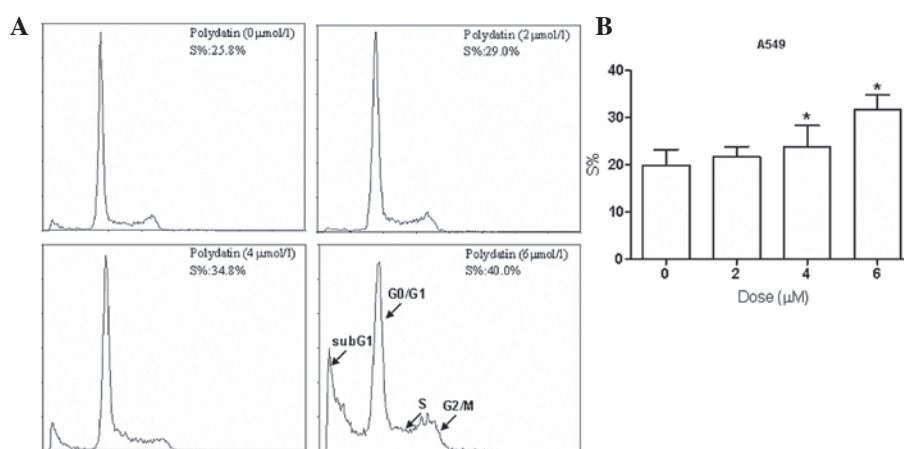 A
Polydatin (0 μmol/l)
S%:25.8%
Polydatin (2 μmol/l)
S%:29.0%
Polydatin (4 μmol/l)
S%:34.8%
Polydatin (6 μmol/l)
S%:40.0%
G0/G1
subG1
S
G2/M
B
A549
S%
40
30
20
10
0
*
*
0 2 4 6
Dose (μM)